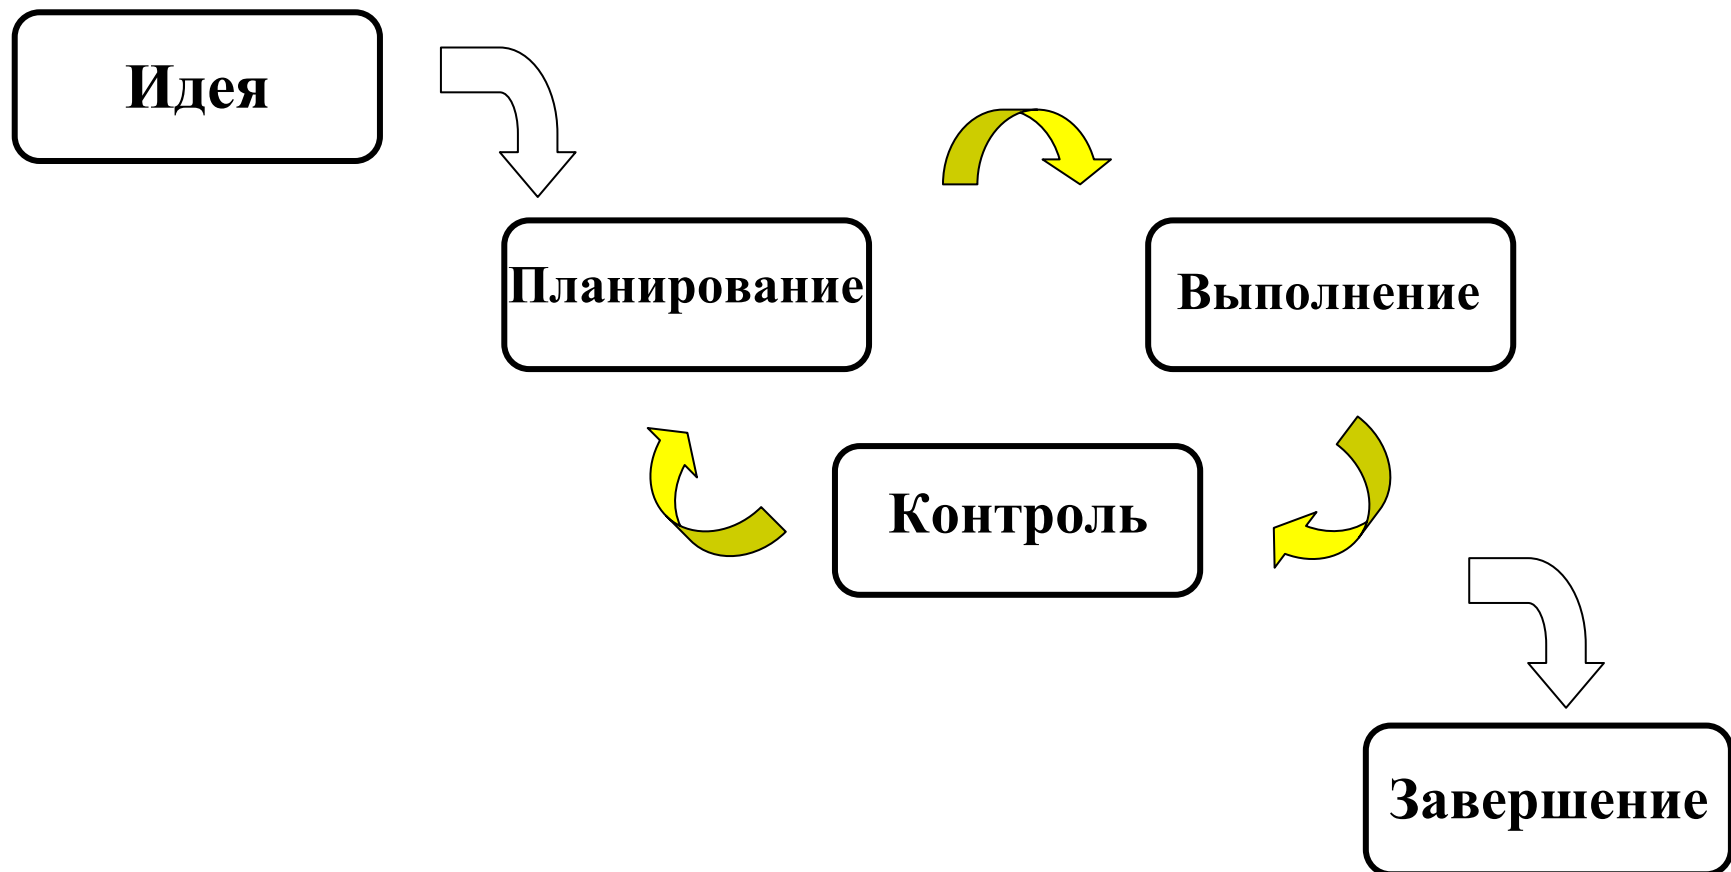 Идея
Планирование
Выполнение
Контроль
Завершение